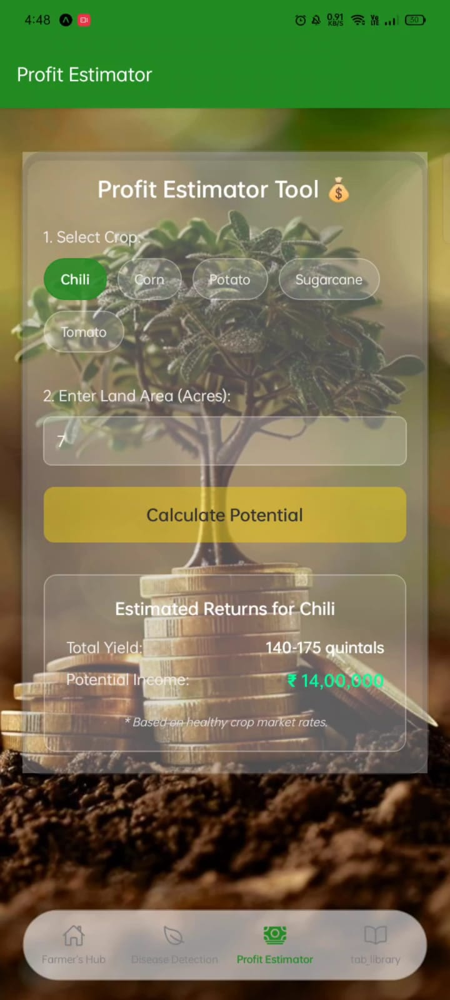 4:48 0.91 KB/S Vo LTE 30
Profit Estimator
Profit Estimator Tool 💰
1. Select Crop:
Chili Corn Potato Sugarcane
Tomato
2. Enter Land Area (Acres):
7
Calculate Potential
Estimated Returns for Chili
Total Yield: 140-175 quintals
Potential Income: ₹ 14,00,000
* Based on healthy crop market rates.
Farmer's Hub Disease Detection Profit Estimator tab_library